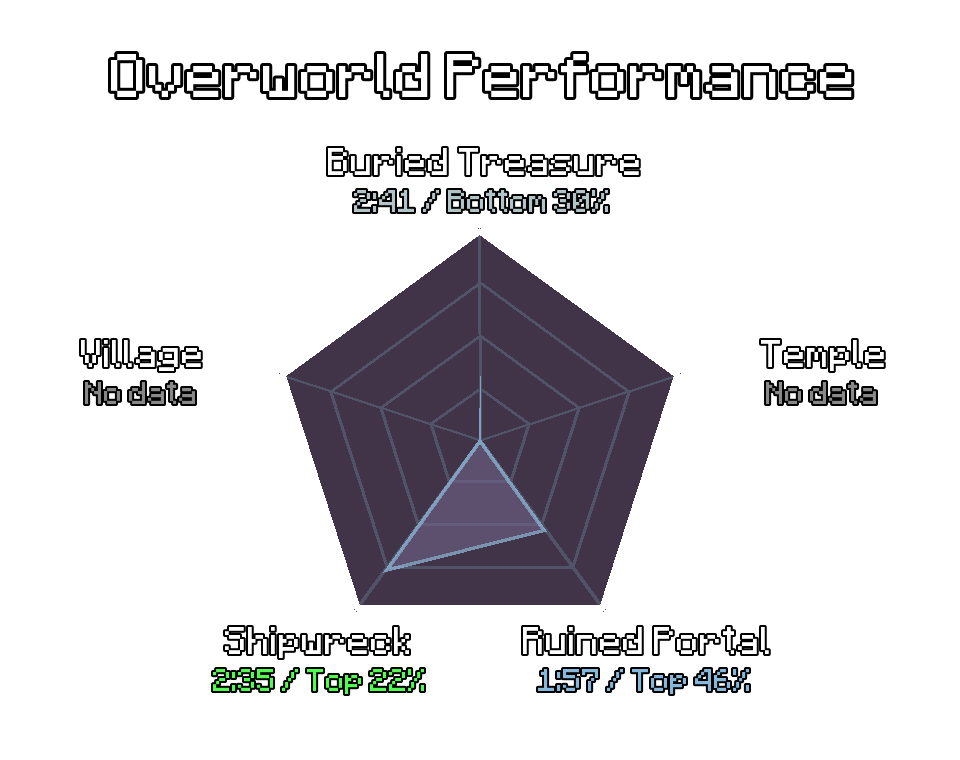 Overworld Performance
Buried Treasure
2:41 / Bottom 30%
Village
No data
Temple
No data
Shipwreck
2:35 / Top 22%
Ruined Portal
1:57 / Top 46%